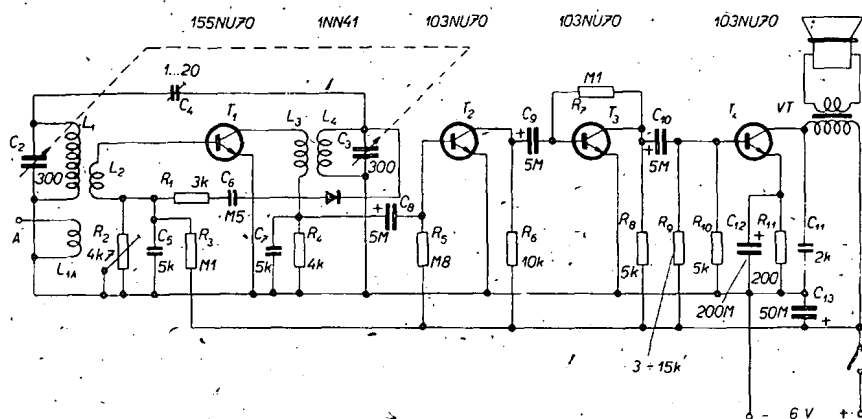 155NU70 1NN41 103NU70 103NU70 103NU70
1...20
C4
M1
R7
C2
L1
300
L2
T1
L3
L4
C3
300
T2
C9
5M
T3
C10
5M
T4
VT
R1
3k
C6
M5
C8
5M
A
L1A
R2
4k7
C5
5k
R3
M1
C7
5k
R4
4k
R5
M8
R6
10k
R8
5k
R9
R10
5k
C12
200M
R11
200
C11
2k
C13
50M
3÷15k
- 6 V +